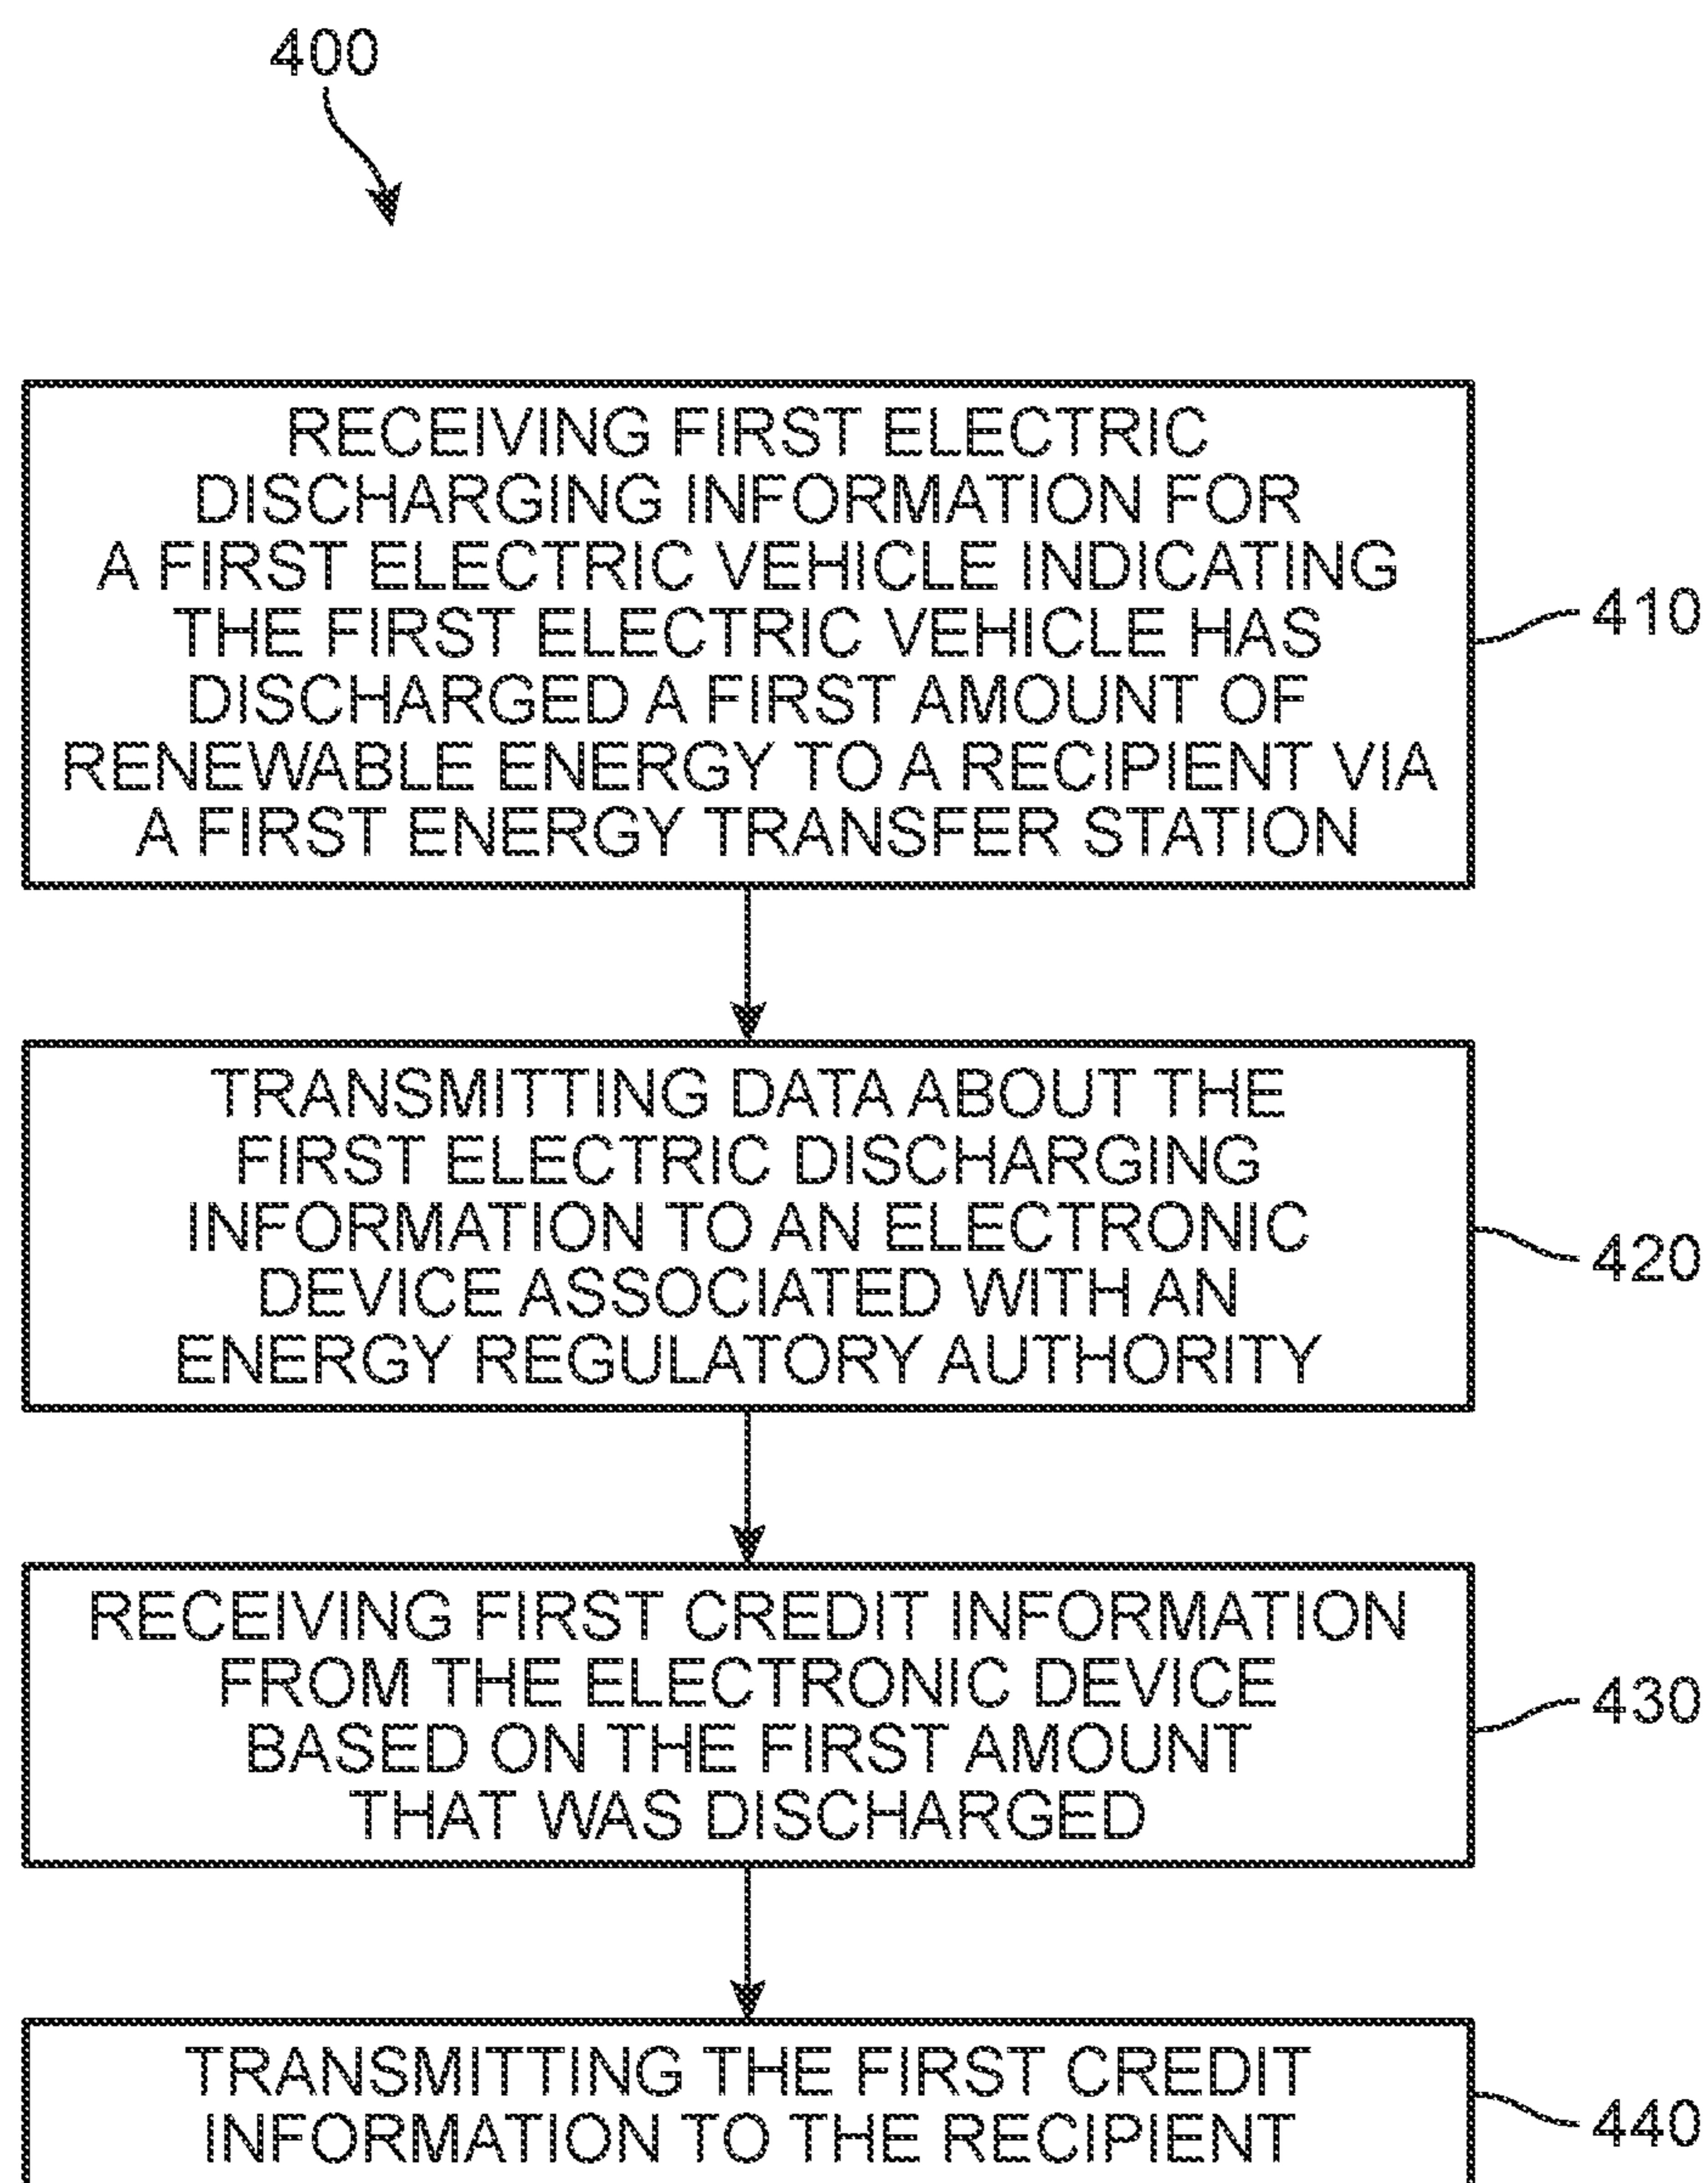 400
RECEIVING FIRST ELECTRIC
DISCHARGING INFORMATION FOR
A FIRST ELECTRIC VEHICLE INDICATING
THE FIRST ELECTRIC VEHICLE HAS
DISCHARGED A FIRST AMOUNT OF
RENEWABLE ENERGY TO A RECIPIENT VIA
A FIRST ENERGY TRANSFER STATION
410
TRANSMITTING DATA ABOUT THE
FIRST ELECTRIC DISCHARGING
INFORMATION TO AN ELECTRONIC
DEVICE ASSOCIATED WITH AN
ENERGY REGULATORY AUTHORITY
420
RECEIVING FIRST CREDIT INFORMATION
FROM THE ELECTRONIC DEVICE
BASED ON THE FIRST AMOUNT
THAT WAS DISCHARGED
430
TRANSMITTING THE FIRST CREDIT
INFORMATION TO THE RECIPIENT
440